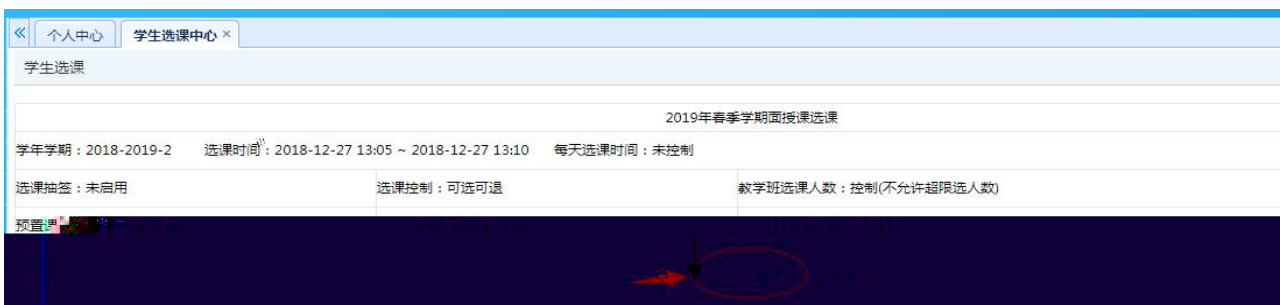 个人中心 学生选课中心 ×
学生选课
2019年春季学期面授课选课
学年学期：2018-2019-2 选课时间：2018-12-27 13:05 ~ 2018-12-27 13:10 每天选课时间：未控制
选课抽签：未启用 选课控制：可选可退 教学班选课人数：控制(不允许超限选人数)
预置课